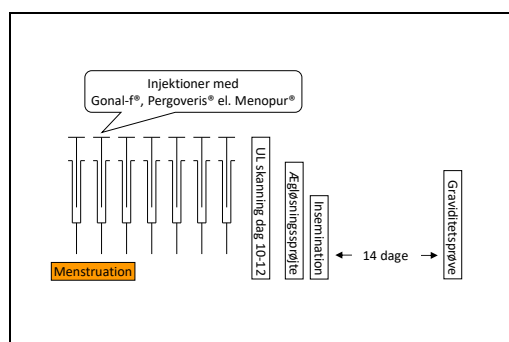 Injektioner med
Gonal-f®, Pergoveris® el. Menopur®
UL skanning dag 10-12
Ægløsningssprøjte
Insemination
14 dage
Graviditetsprøve
Menstruation